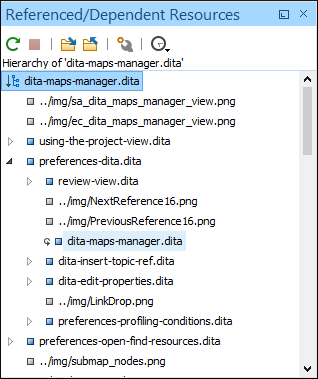 Referenced/Dependent Resources
Hierarchy of 'dita-maps-manager.dita'
dita-maps-manager.dita
../img/sa_dita_maps_manager_view.png
../img/ec_dita_maps_manager_view.png
using-the-project-view.dita
preferences-dita.dita
review-view.dita
../img/NextReference16.png
../img/PreviousReference16.png
dita-maps-manager.dita
dita-insert-topic-ref.dita
dita-edit-properties.dita
../img/LinkDrop.png
preferences-profiling-conditions.dita
preferences-open-find-resources.dita
../img/submap_nodes.png